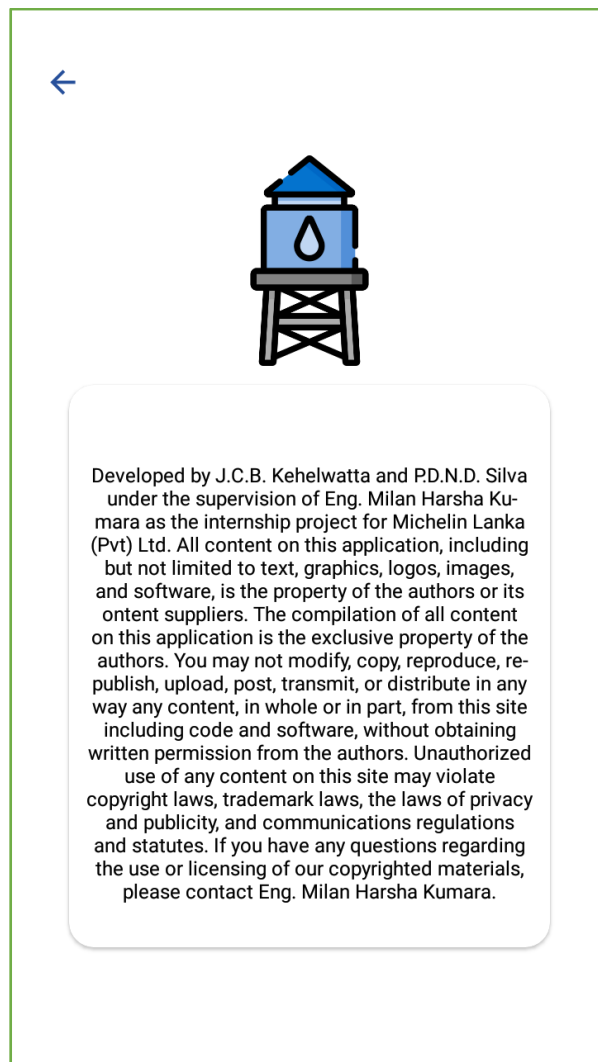 Developed by J.C.B. Kehelwatta and P.D.N.D. Silva
under the supervision of Eng. Milan Harsha Ku-
mara as the internship project for Michelin Lanka
(Pvt) Ltd. All content on this application, including
but not limited to text, graphics, logos, images,
and software, is the property of the authors or its
ontent suppliers. The compilation of all content
on this application is the exclusive property of the
authors. You may not modify, copy, reproduce, re-
publish, upload, post, transmit, or distribute in any
way any content, in whole or in part, from this site
including code and software, without obtaining
written permission from the authors. Unauthorized
use of any content on this site may violate
copyright laws, trademark laws, the laws of privacy
and publicity, and communications regulations
and statutes. If you have any questions regarding
the use or licensing of our copyrighted materials,
please contact Eng. Milan Harsha Kumara.